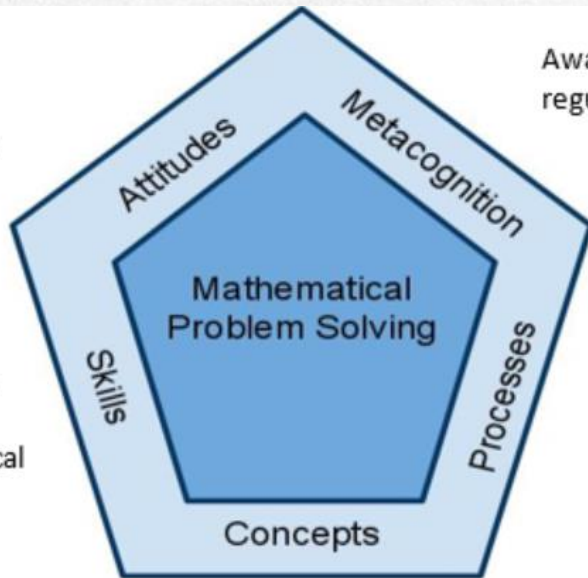 Attitudes
Metacognition
Mathematical
Problem Solving
Skills
Processes
Concepts